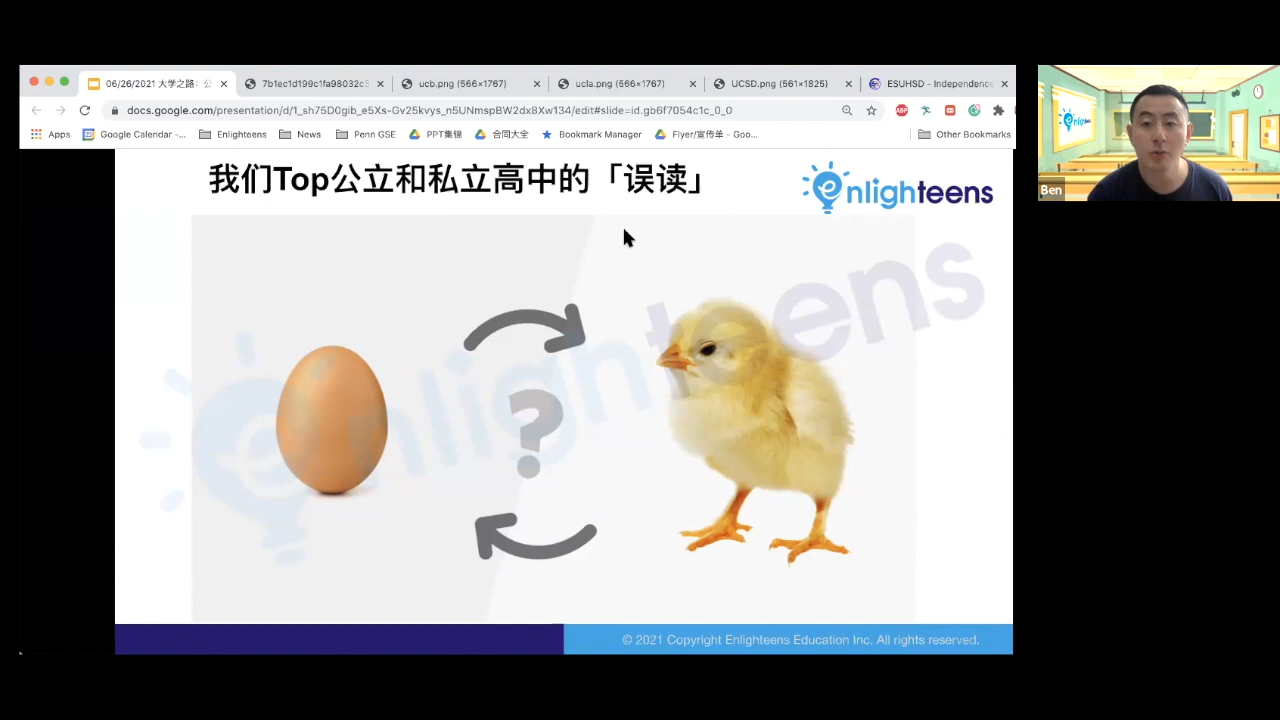 06/26/2021 大学之路：公
7b1ec1d199c1fa98032c5
ucb.png (566×1767)
ucla.png (566×1767)
UCSD.png (561×1825)
ESUHSD - Independence
docs.google.com/presentation/d/1_sh75D0gib_e5Xs-Gv25kvys_n5UNmspBW2dx8Xw134/edit#slide=id.gb6f7054c1c_0_0
ABP
Apps
Google Calendar -...
Enlighteens
News
Penn GSE
PPT集锦
合同大全
Bookmark Manager
Flyer/宣传单 - Goo...
Other Bookmarks
我们Top公立和私立高中的「误读」
enlighteens
enlighteens
?
© 2021 Copyright Enlighteens Education Inc. All rights reserved.
Ben